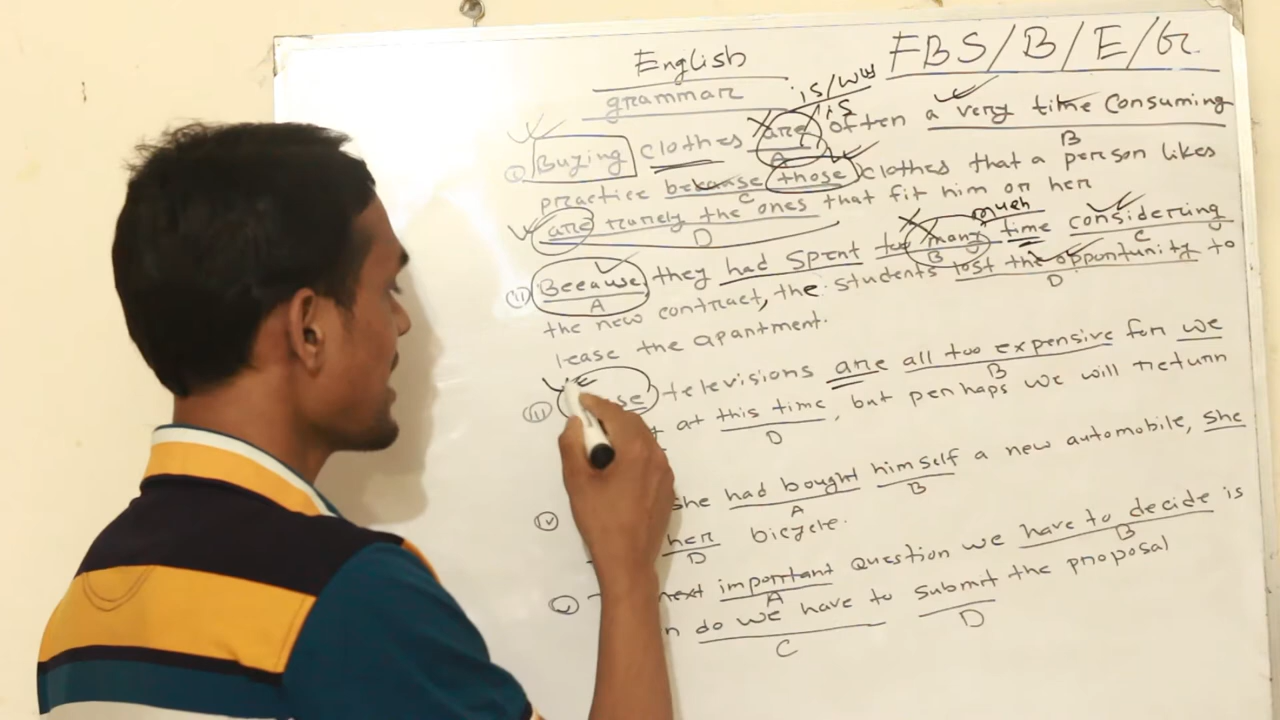 English
grammar
FBS/B/E/G
is/was
is
(i) Buying clothes are often a very time consuming
A B
practice because those clothes that a person likes
C
are rarely the ones that fit him or her
D
much
(ii) Because they had spent too many time considering
A B C
the new contract, the students lost the opportunity to
D
lease the apartment.
(iii) televisions are all too expensive for we
B
at this time, but perhaps we will return
D
(iv) she had bought himself a new automobile, she
A B
her bicycle.
D
next important Question we have to decide is
A B
do we have to submit the proposal
C D